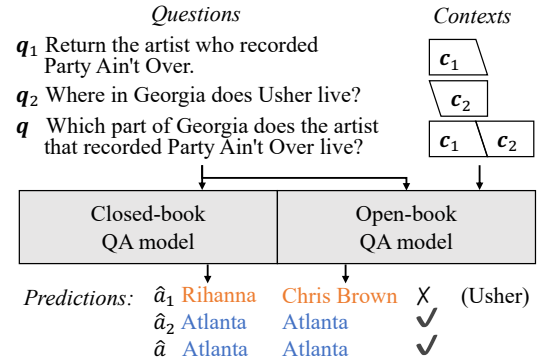 Questions Contexts
q₁ Return the artist who recorded
Party Ain't Over.
c₁
q₂ Where in Georgia does Usher live?
c₂
q Which part of Georgia does the artist
that recorded Party Ain't Over live?
c₁ c₂
Closed-book
QA model
Open-book
QA model
Predictions: â₁ Rihanna Chris Brown ✗ (Usher)
â₂ Atlanta Atlanta ✓
â Atlanta Atlanta ✓